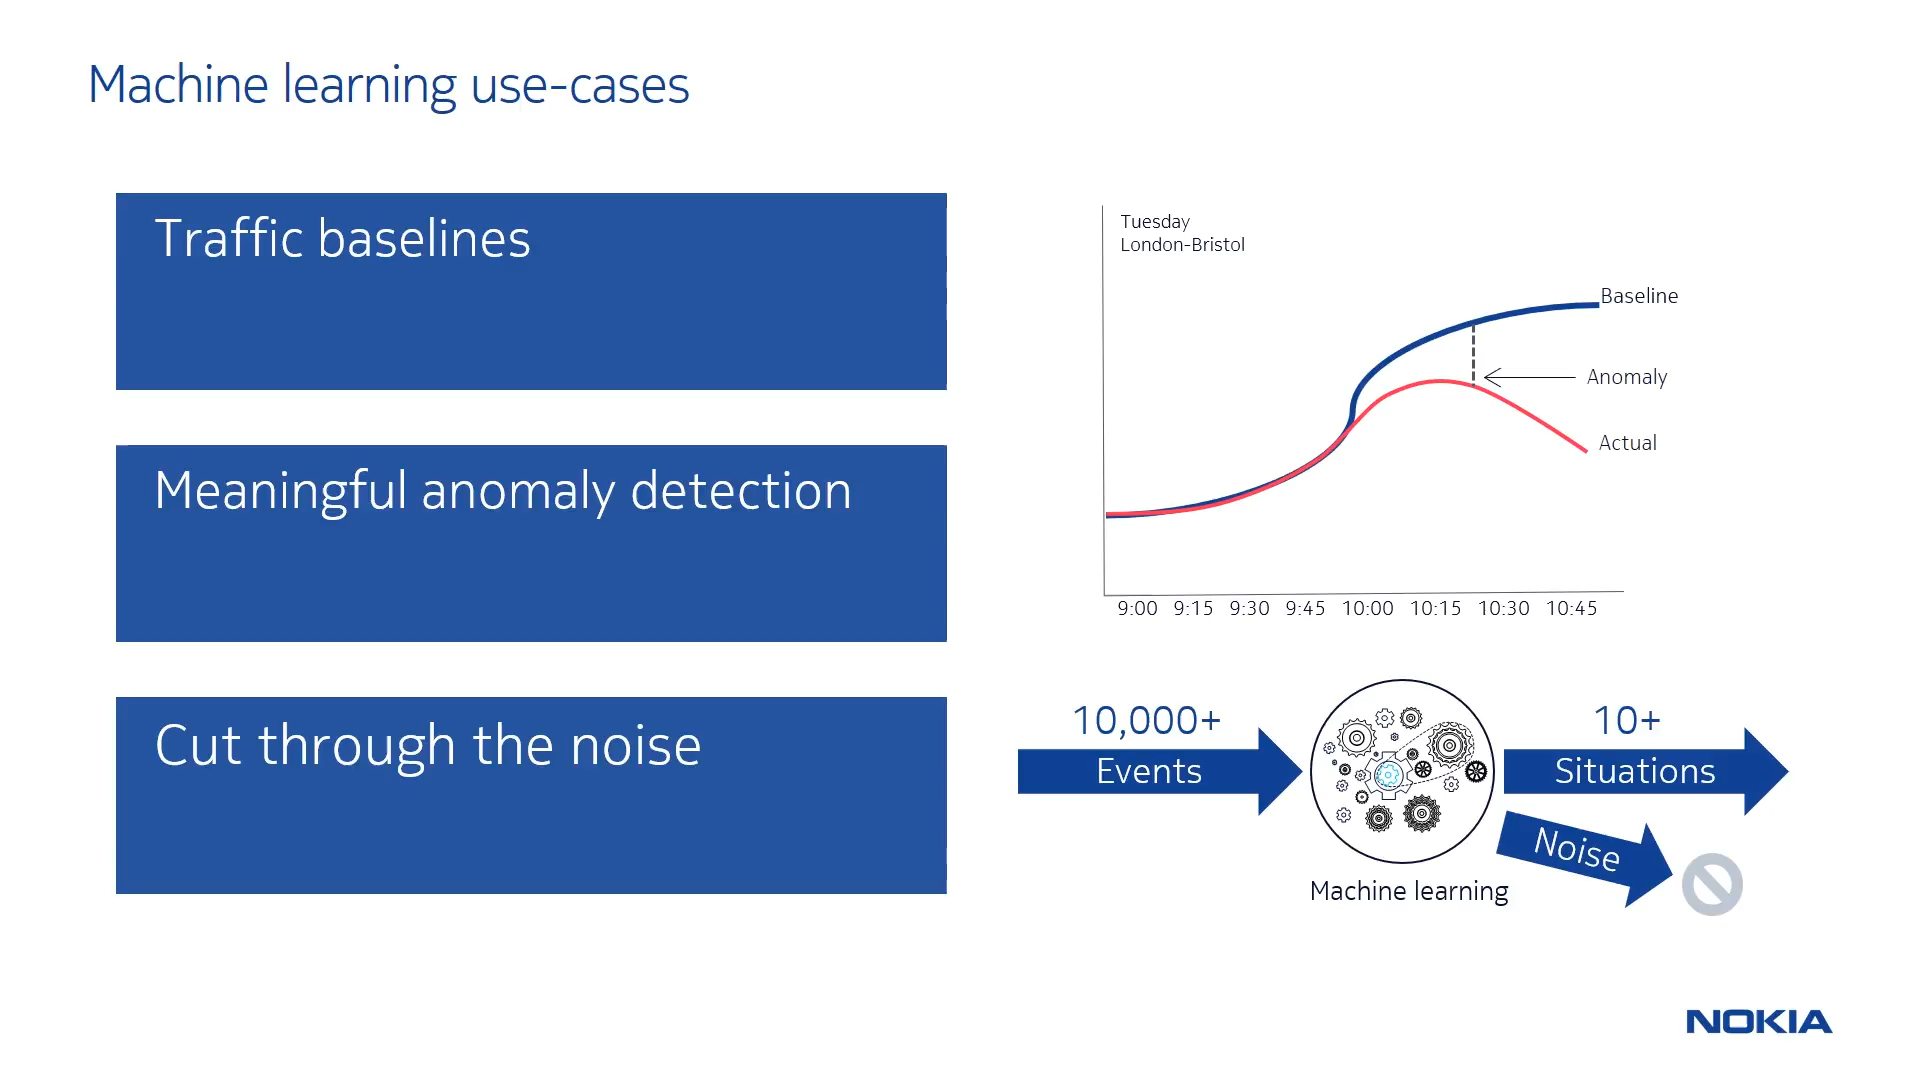 Machine learning use-cases
Traffic baselines
Meaningful anomaly detection
Cut through the noise
Tuesday
London-Bristol
Baseline
Anomaly
Actual
9:00 9:15 9:30 9:45 10:00 10:15 10:30 10:45
10,000+
Events
Machine learning
10+
Situations
Noise
NOKIA